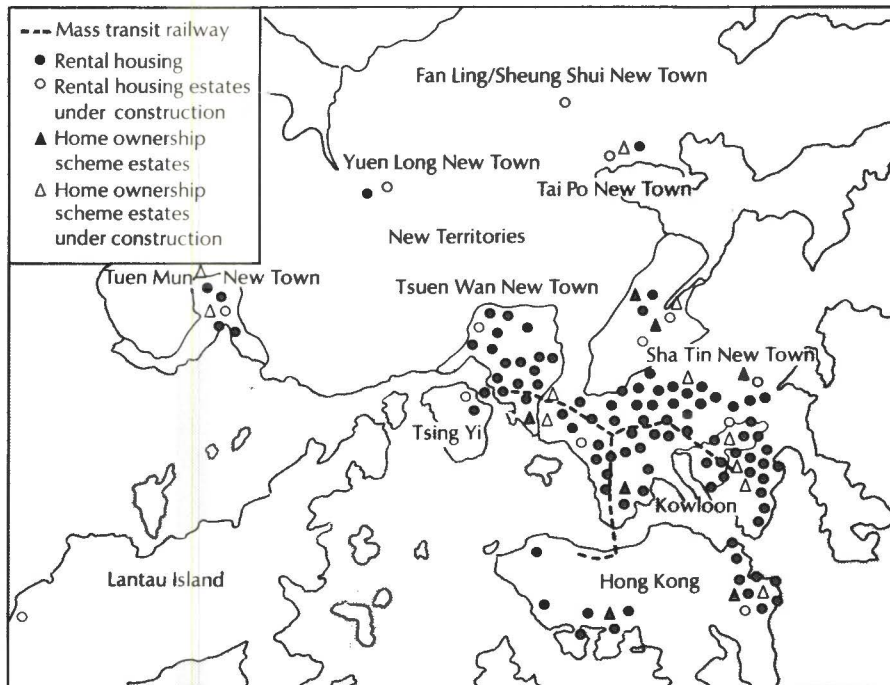 Mass transit railway
Rental housing
Rental housing estates
under construction
Home ownership
scheme estates
Home ownership
scheme estates
under construction
Fan Ling/Sheung Shui New Town
Yuen Long New Town
Tai Po New Town
New Territories
Tuen Mun New Town
Tsuen Wan New Town
Sha Tin New Town
Tsing Yi
Kowloon
Lantau Island
Hong Kong